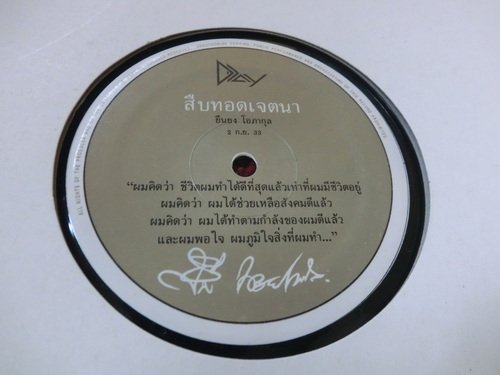 สืบทอดเจตนา
ยืนยง โอภากุล
2 ก.ย. 33
“ผมคิดว่า ชีวิตผมทำได้ดีที่สุดแล้วเท่าที่ผมมีชีวิตอยู่
ผมคิดว่า ผมได้ช่วยเหลือสังคมดีแล้ว
ผมคิดว่า ผมได้ทำตามกำลังของผมดีแล้ว
และผมพอใจ ผมภูมิใจสิ่งที่ผมทำ...”